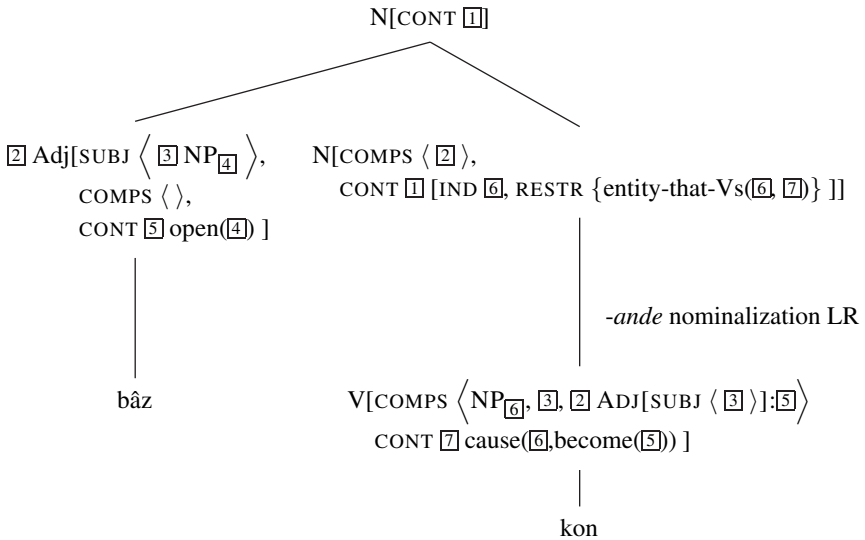 N[CONT 1]
2 Adj[SUBJ ⟨ 3 NP4 ⟩,
COMPS ⟨ ⟩,
CONT 5 open(4) ]
N[COMPS ⟨ 2 ⟩,
CONT 1 [IND 6, RESTR {entity-that-Vs(6, 7)} ]]
-ande nominalization LR
bâz
V[COMPS ⟨NP6, 3, 2 ADJ[SUBJ ⟨ 3 ⟩]:5⟩
CONT 7 cause(6,become(5)) ]
kon